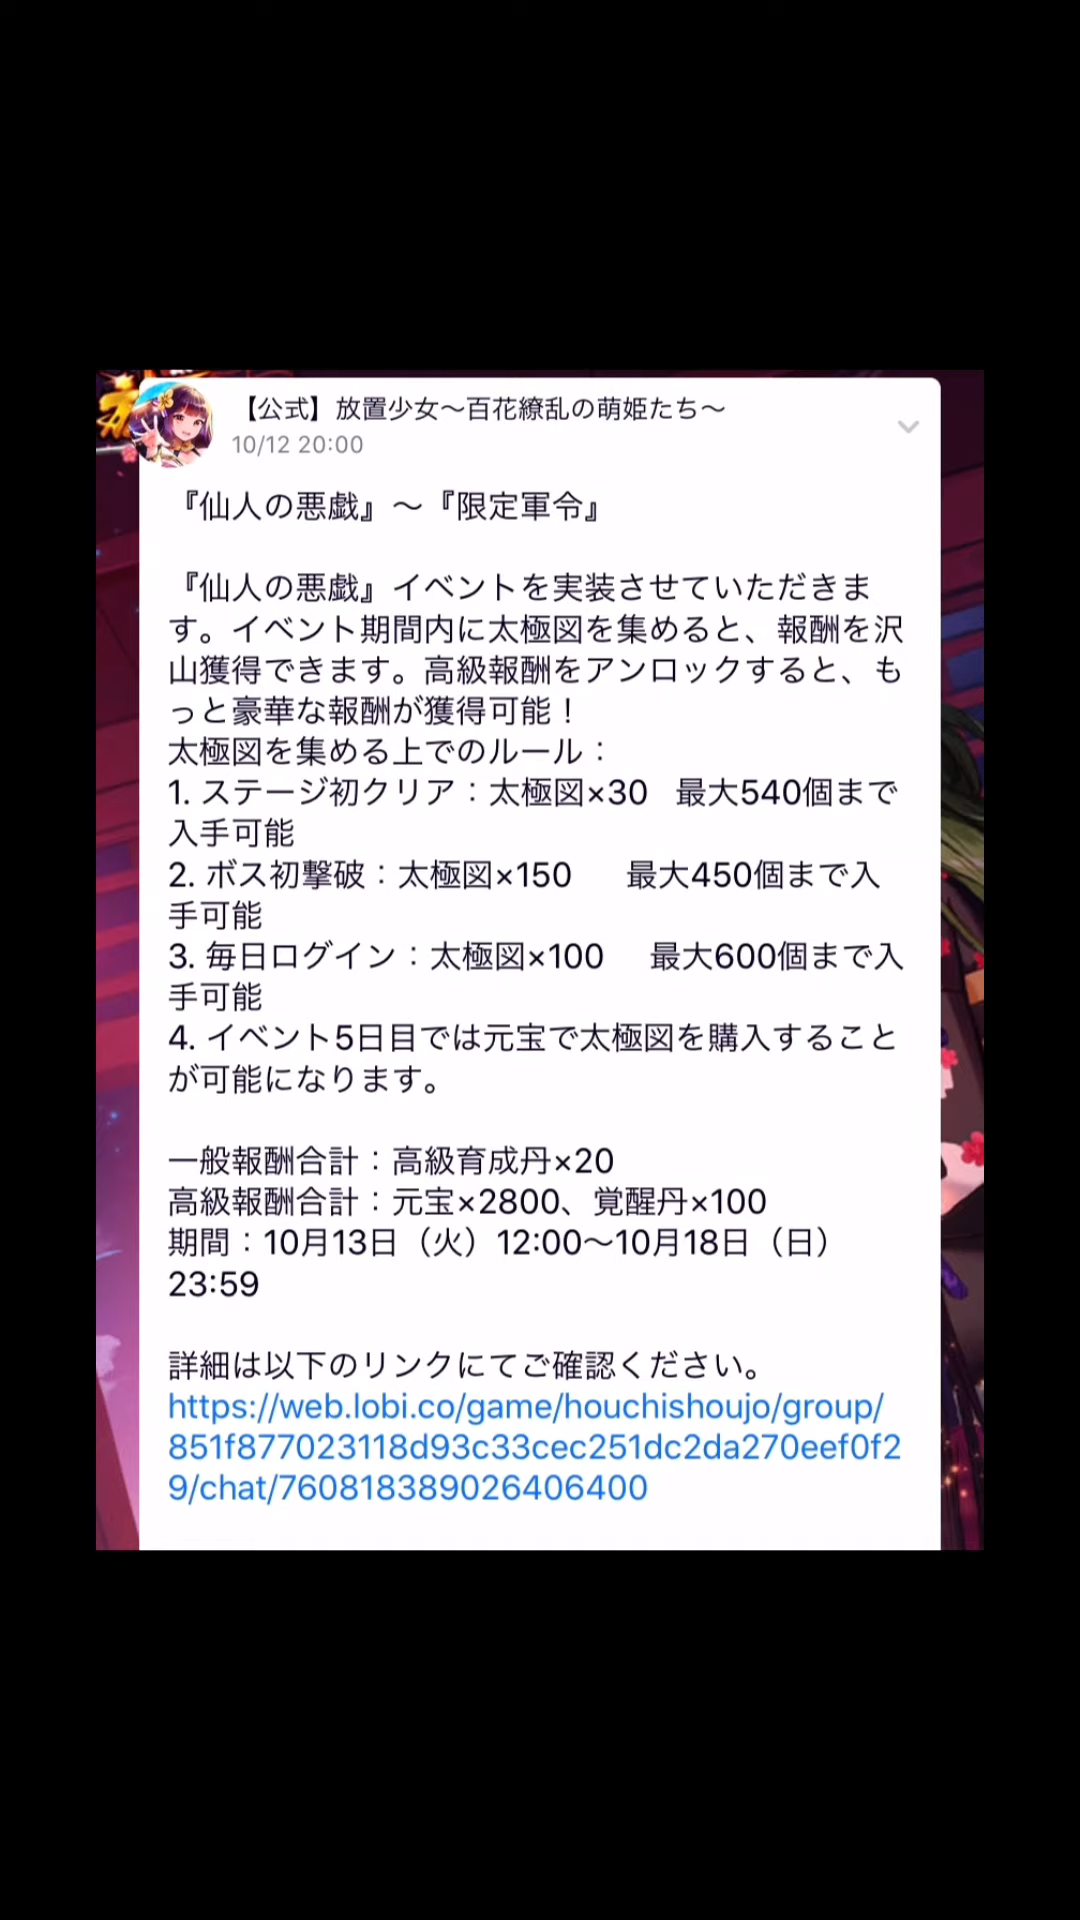 【公式】放置少女〜百花繚乱の萌姫たち〜
10/12 20:00
『仙人の悪戯』〜『限定軍令』
『仙人の悪戯』イベントを実装させていただきま
す。イベント期間内に太極図を集めると、報酬を沢
山獲得できます。高級報酬をアンロックすると、も
っと豪華な報酬が獲得可能！
太極図を集める上でのルール：
1. ステージ初クリア：太極図×30 最大540個まで
入手可能
2. ボス初撃破：太極図×150 最大450個まで入
手可能
3. 毎日ログイン：太極図×100 最大600個まで入
手可能
4. イベント5日目では元宝で太極図を購入すること
が可能になります。
一般報酬合計：高級育成丹×20
高級報酬合計：元宝×2800、覚醒丹×100
期間：10月13日（火）12:00〜10月18日（日）
23:59
詳細は以下のリンクにてご確認ください。
https://web.lobi.co/game/houchishoujo/group/
851f877023118d93c33cec251dc2da270eef0f2
9/chat/760818389026406400